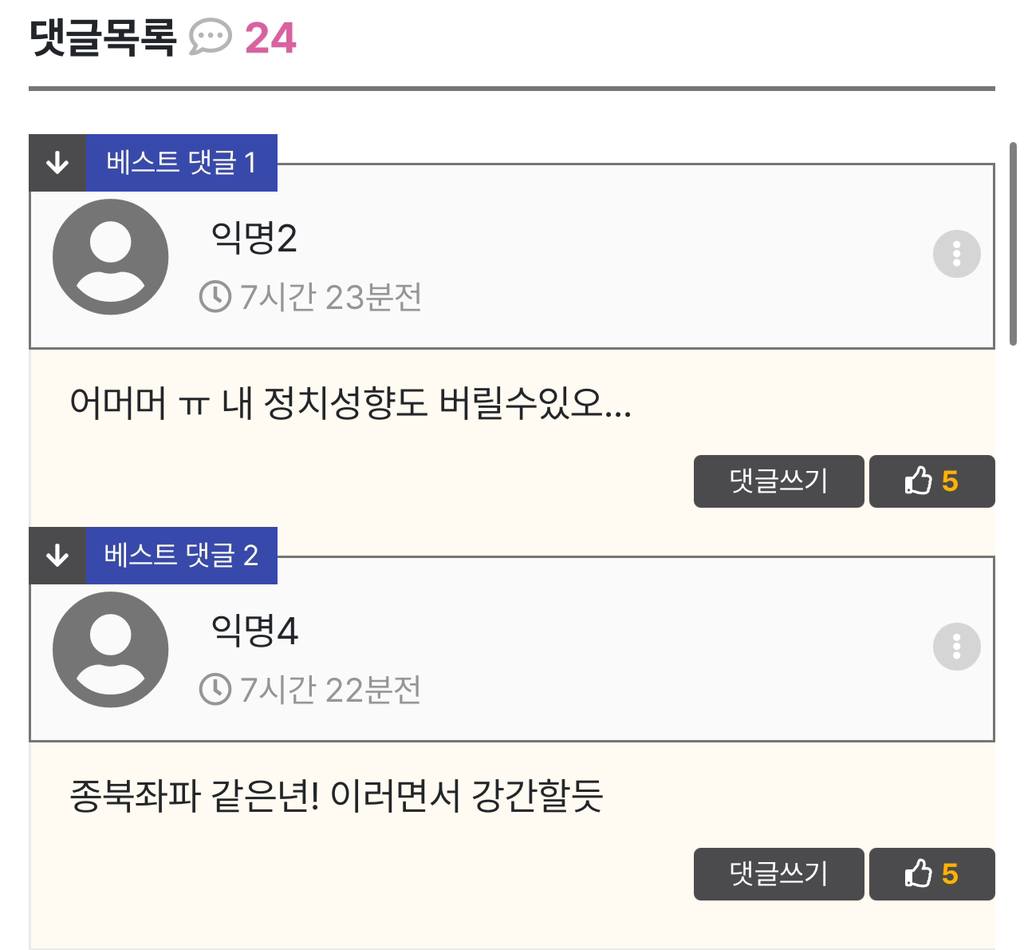 댓글목록 24
베스트 댓글 1
익명2
7시간 23분전
어머머 ㅠ 내 정치성향도 버릴수있오...
댓글쓰기 5
베스트 댓글 2
익명4
7시간 22분전
종북좌파 같은년! 이러면서 강간할듯
댓글쓰기 5